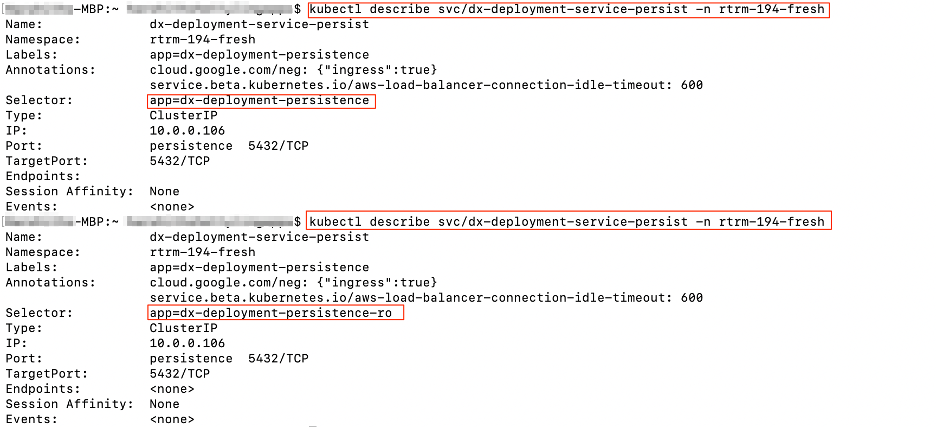 -MBP:~ $ kubectl describe svc/dx-deployment-service-persist -n rtrm-194-fresh
Name: dx-deployment-service-persist
Namespace: rtrm-194-fresh
Labels: app=dx-deployment-persistence
Annotations: cloud.google.com/neg: {"ingress":true}
service.beta.kubernetes.io/aws-load-balancer-connection-idle-timeout: 600
Selector: app=dx-deployment-persistence
Type: ClusterIP
IP: 10.0.0.106
Port: persistence 5432/TCP
TargetPort: 5432/TCP
Endpoints:
Session Affinity: None
Events: <none>
-MBP:~ $ kubectl describe svc/dx-deployment-service-persist -n rtrm-194-fresh
Name: dx-deployment-service-persist
Namespace: rtrm-194-fresh
Labels: app=dx-deployment-persistence
Annotations: cloud.google.com/neg: {"ingress":true}
service.beta.kubernetes.io/aws-load-balancer-connection-idle-timeout: 600
Selector: app=dx-deployment-persistence-ro
Type: ClusterIP
IP: 10.0.0.106
Port: persistence 5432/TCP
TargetPort: 5432/TCP
Endpoints: <none>
Session Affinity: None
Events: <none>